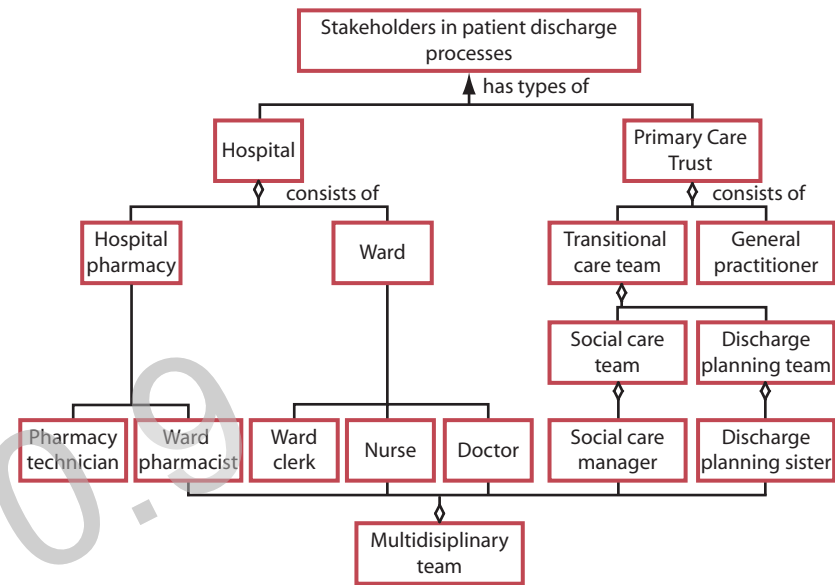 Stakeholders in patient discharge
processes
has types of
Hospital
Primary Care
Trust
consists of
consists of
Hospital
pharmacy
Ward
Transitional
care team
General
practitioner
Social care
team
Discharge
planning team
Pharmacy
technician
Ward
pharmacist
Ward
clerk
Nurse
Doctor
Social care
manager
Discharge
planning sister
Multidisiplinary
team
0.9